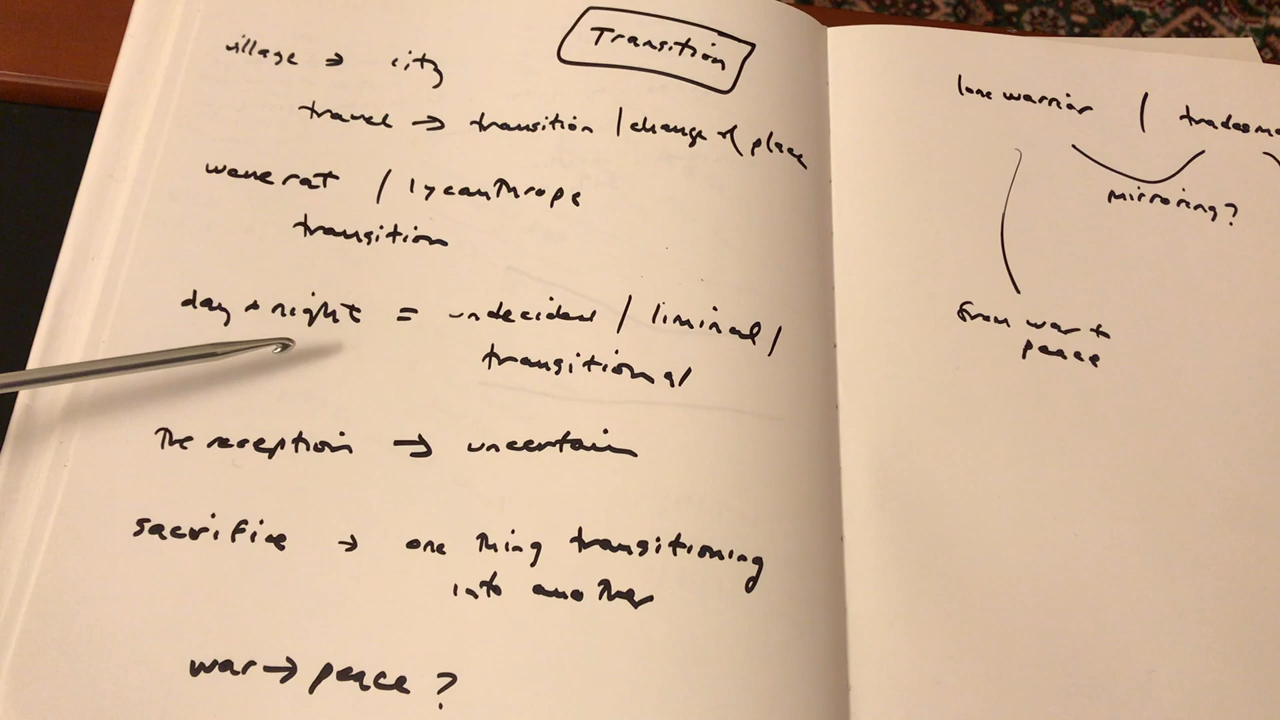 Transition
village → city
travel → transition / change of place
wererat / lycanthrope
transition
day + night = undecided / liminal /
transitional
The reception → uncertain
sacrifice → one thing transitioning
into another
war → peace?
lone warrior / tradesma
mirroring?
from war to
peace